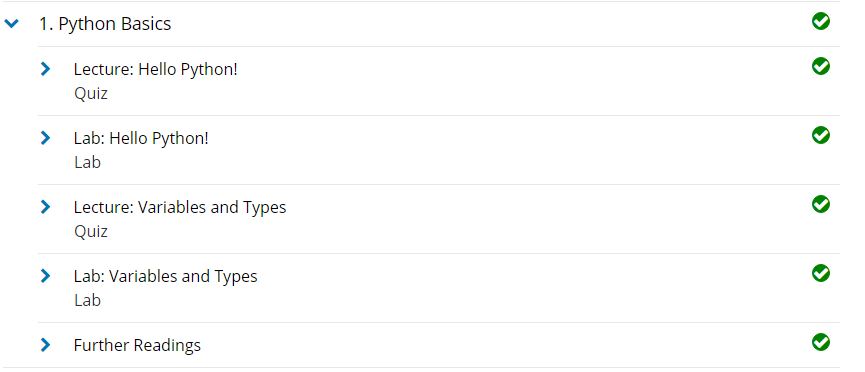 1. Python Basics
Lecture: Hello Python!
Quiz
Lab: Hello Python!
Lab
Lecture: Variables and Types
Quiz
Lab: Variables and Types
Lab
Further Readings